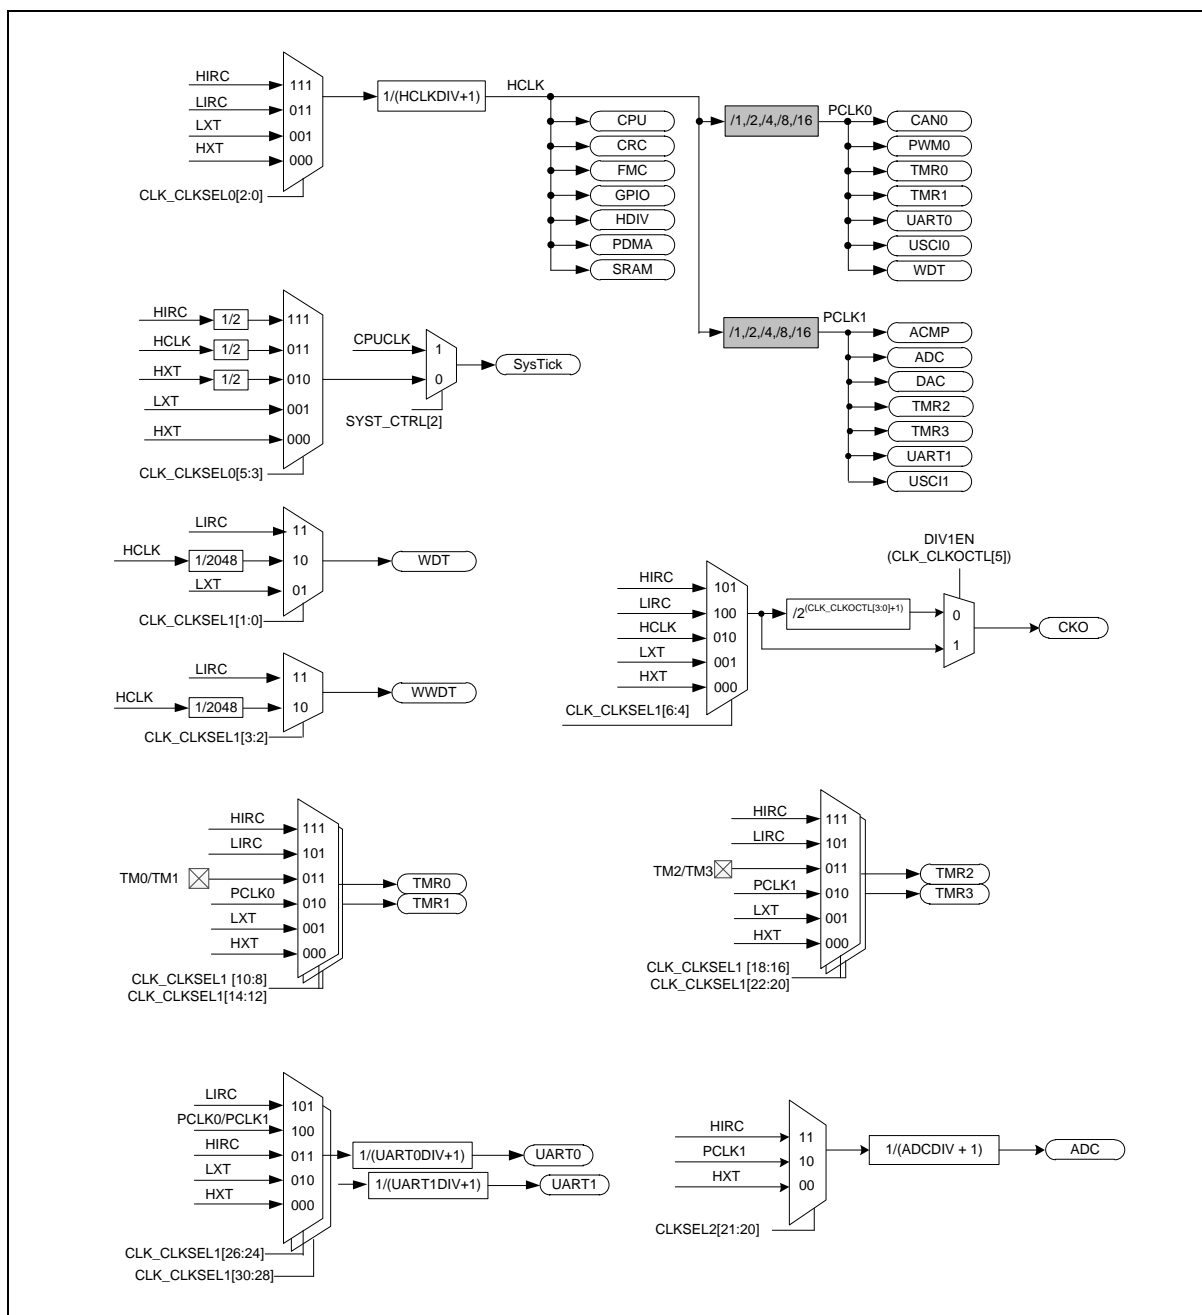 HIRC
LIRC
LXT
HXT
111
011
001
000
CLK_CLKSEL0[2:0]
1/(HCLKDIV+1)
HCLK
CPU
CRC
FMC
GPIO
HDIV
PDMA
SRAM
/1,/2,/4,/8,/16
PCLK0
CAN0
PWM0
TMR0
TMR1
UART0
USCI0
WDT
/1,/2,/4,/8,/16
PCLK1
ACMP
ADC
DAC
TMR2
TMR3
UART1
USCI1
HIRC
1/2
111
HCLK
1/2
011
HXT
1/2
010
LXT
001
HXT
000
CLK_CLKSEL0[5:3]
CPUCLK
1
0
SYST_CTRL[2]
SysTick
LIRC
11
HCLK
1/2048
10
LXT
01
CLK_CLKSEL1[1:0]
WDT
LIRC
11
HCLK
1/2048
10
CLK_CLKSEL1[3:2]
WWDT
HIRC
101
LIRC
100
HCLK
010
LXT
001
HXT
000
CLK_CLKSEL1[6:4]
/2(CLK_CLKOCTL[3:0]+1)
DIV1EN
(CLK_CLKOCTL[5])
0
1
CKO
HIRC
111
LIRC
101
TM0/TM1
011
PCLK0
010
LXT
001
HXT
000
CLK_CLKSEL1 [10:8]
CLK_CLKSEL1[14:12]
TMR0
TMR1
HIRC
111
LIRC
101
TM2/TM3
011
PCLK1
010
LXT
001
HXT
000
CLK_CLKSEL1 [18:16]
CLK_CLKSEL1[22:20]
TMR2
TMR3
LIRC
101
PCLK0/PCLK1
100
HIRC
011
LXT
010
HXT
000
CLK_CLKSEL1[26:24]
CLK_CLKSEL1[30:28]
1/(UART0DIV+1)
UART0
1/(UART1DIV+1)
UART1
HIRC
11
PCLK1
10
HXT
00
CLKSEL2[21:20]
1/(ADCDIV + 1)
ADC